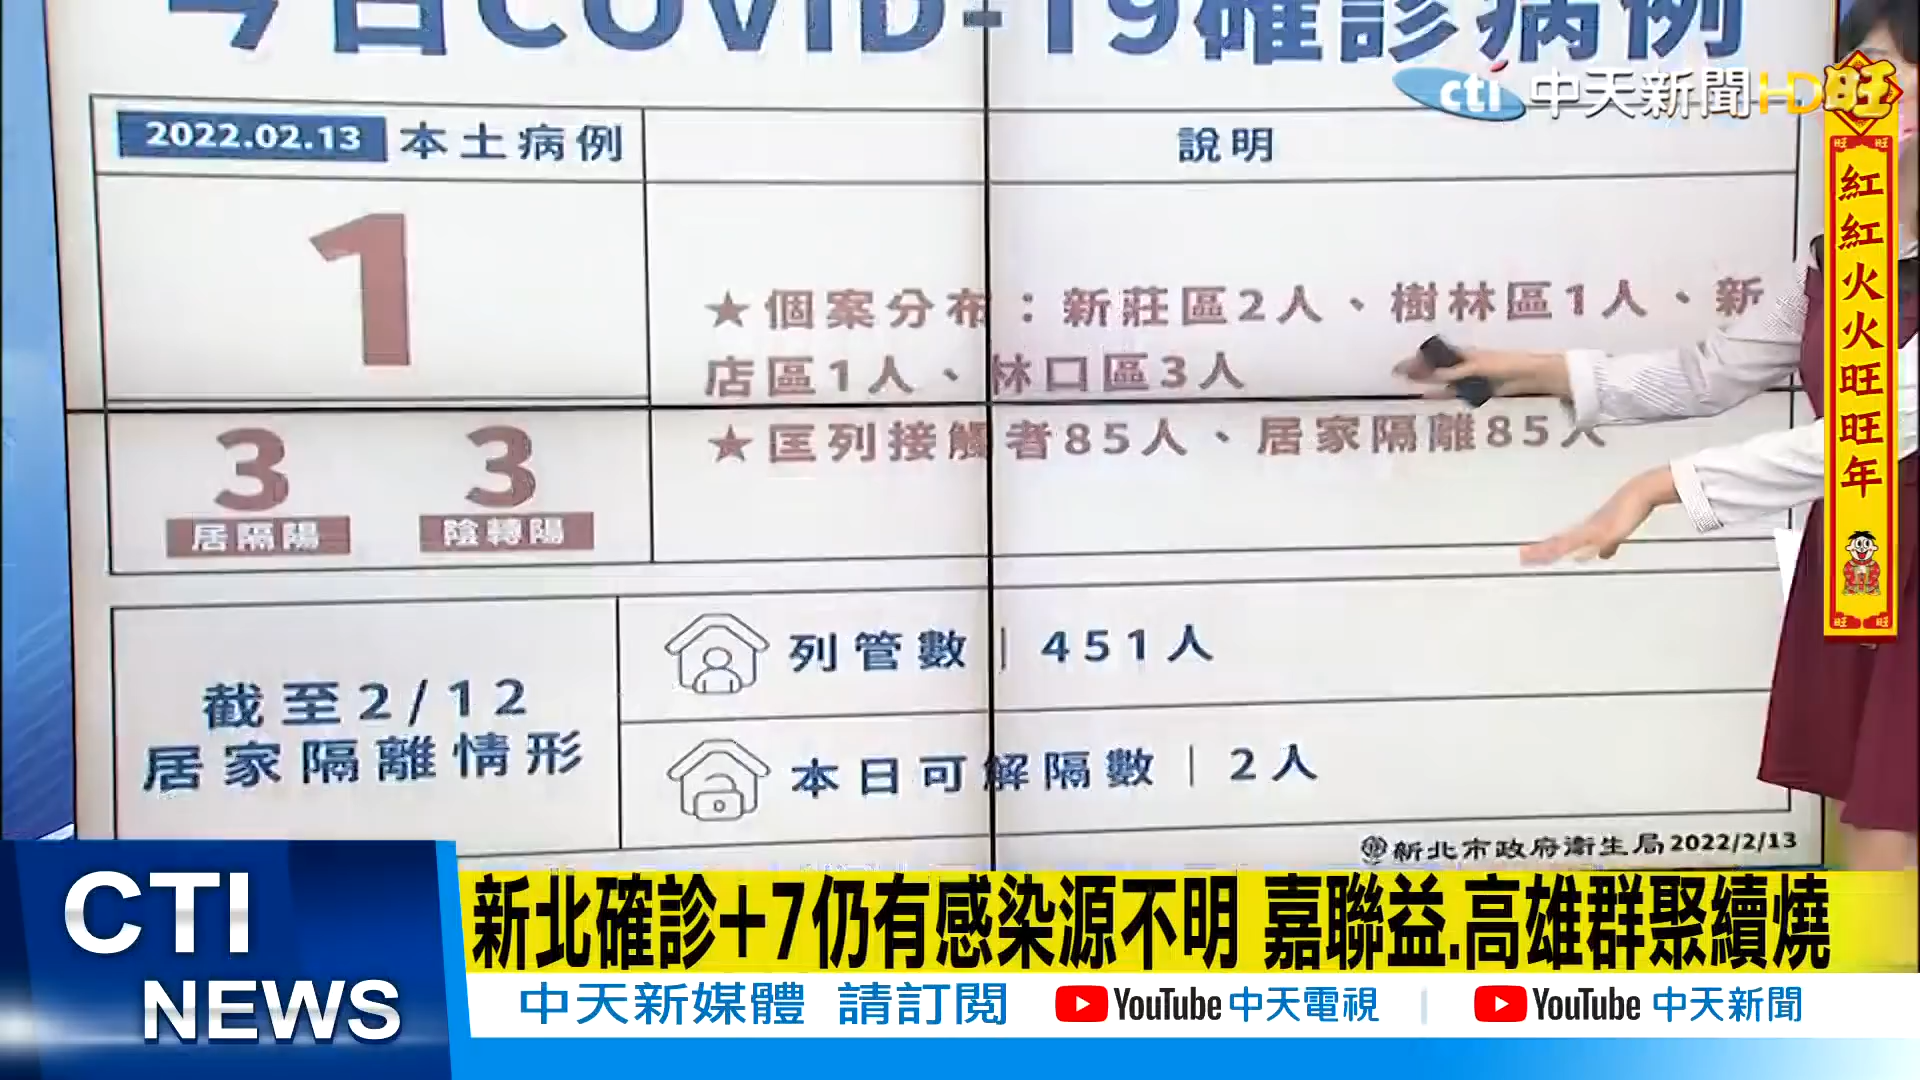 今日COVID-19確診病例
cti 中天新聞HD
旺
2022.02.13 本土病例
說明
1
★個案分布：新莊區2人、樹林區1人、新
店區1人、林口區3人
★匡列接觸者85人、居家隔離85人
3 3
居隔陽 陰轉陽
截至2/12
居家隔離情形
列管數｜451人
本日可解隔數｜2人
新北市政府衛生局2022/2/13
紅紅火火旺旺年
CTI
NEWS
新北確診+7仍有感染源不明 嘉聯益.高雄群聚續燒
中天新媒體 請訂閱 YouTube 中天電視 | YouTube 中天新聞